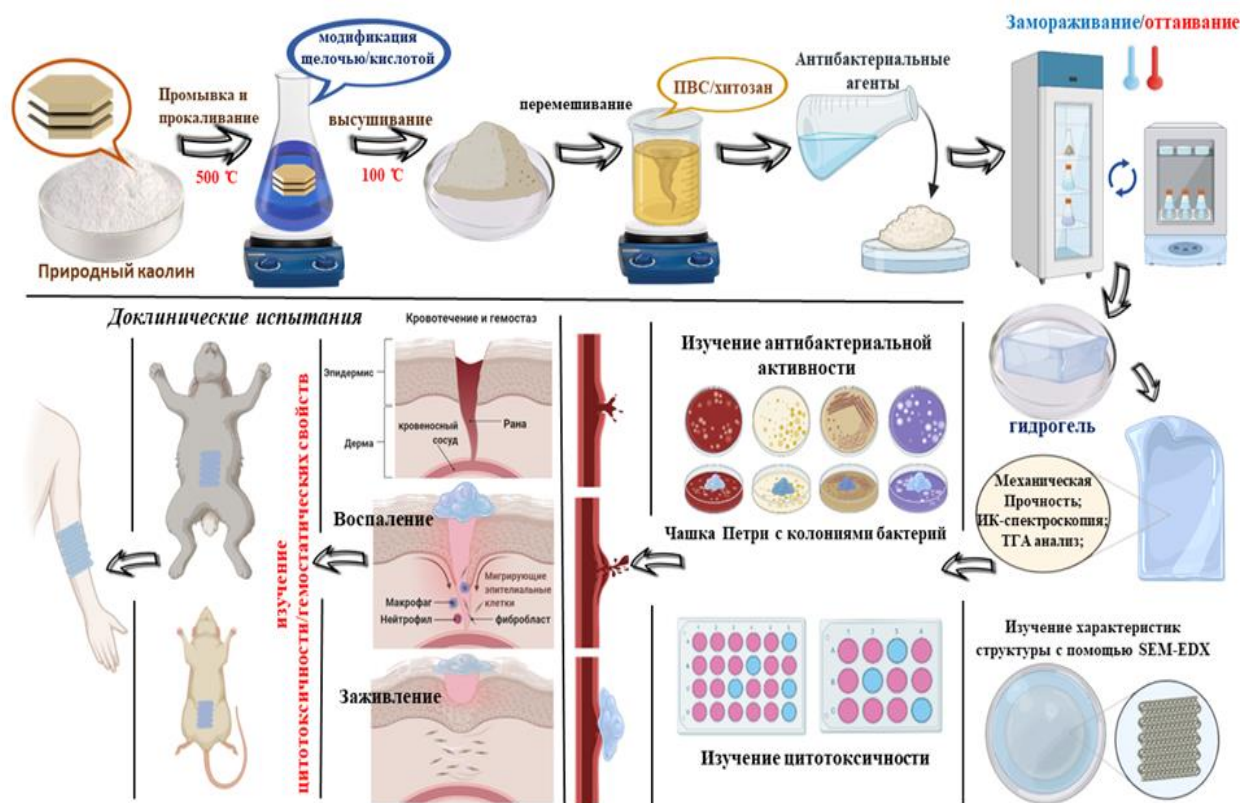 Замораживание/оттаивание
модификация
щелочью/кислотой
Промывка и
прокаливание
500 ℃
высушивание
100 ℃
перемешивание
ПВС/хитозан
Антибактериальные
агенты
Природный каолин
Доклинические испытания
Кровотечение и гемостаз
Эпидермис
Дерма
кровеносный
сосуд
Рана
Воспаление
Макрофаг
Нейтрофил
Мигрирующие
эпителиальные
клетки
фибробласт
Заживление
изучение
цитотоксичности/гемостатических свойств
Изучение антибактериальной
активности
Чашка Петри с колониями бактерий
Изучение цитотоксичности
гидрогель
Механическая
Прочность;
ИК-спектроскопия;
ТГА анализ;
Изучение характеристик
структуры с помощью SEM-EDX